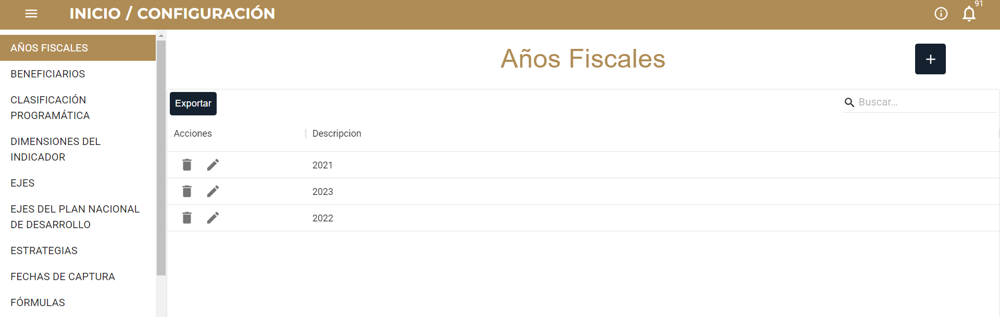 INICIO / CONFIGURACIÓN
91
AÑOS FISCALES
BENEFICIARIOS
CLASIFICACIÓN
PROGRAMÁTICA
DIMENSIONES DEL
INDICADOR
EJES
EJES DEL PLAN NACIONAL
DE DESARROLLO
ESTRATEGIAS
FECHAS DE CAPTURA
FÓRMULAS
Años Fiscales
+
Exportar
Buscar...
Acciones
Descripcion
2021
2023
2022